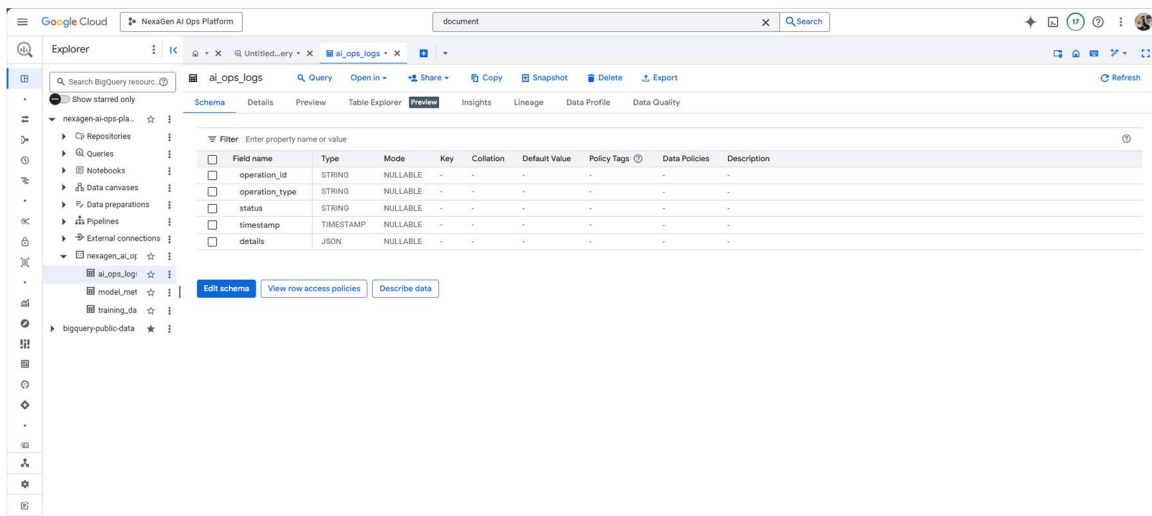 Google Cloud NexaGen AI Ops Platform document Search 17
Explorer Untitled...ery ai_ops_logs
ai_ops_logs Query Open in Share Copy Snapshot Delete Export Refresh
Search BigQuery resourc...
Show starred only
Schema Details Preview Table Explorer Preview Insights Lineage Data Profile Data Quality
nexagen-ai-ops-pla...
Repositories
Queries
Notebooks
Data canvases
Data preparations
Pipelines
External connections
nexagen_ai_op
ai_ops_log
model_met
training_da
bigquery-public-data
Filter Enter property name or value
Field name Type Mode Key Collation Default Value Policy Tags Data Policies Description
operation_id STRING NULLABLE - - - - - -
operation_type STRING NULLABLE - - - - - -
status STRING NULLABLE - - - - - -
timestamp TIMESTAMP NULLABLE - - - - - -
details JSON NULLABLE - - - - - -
Edit schema View row access policies Describe data